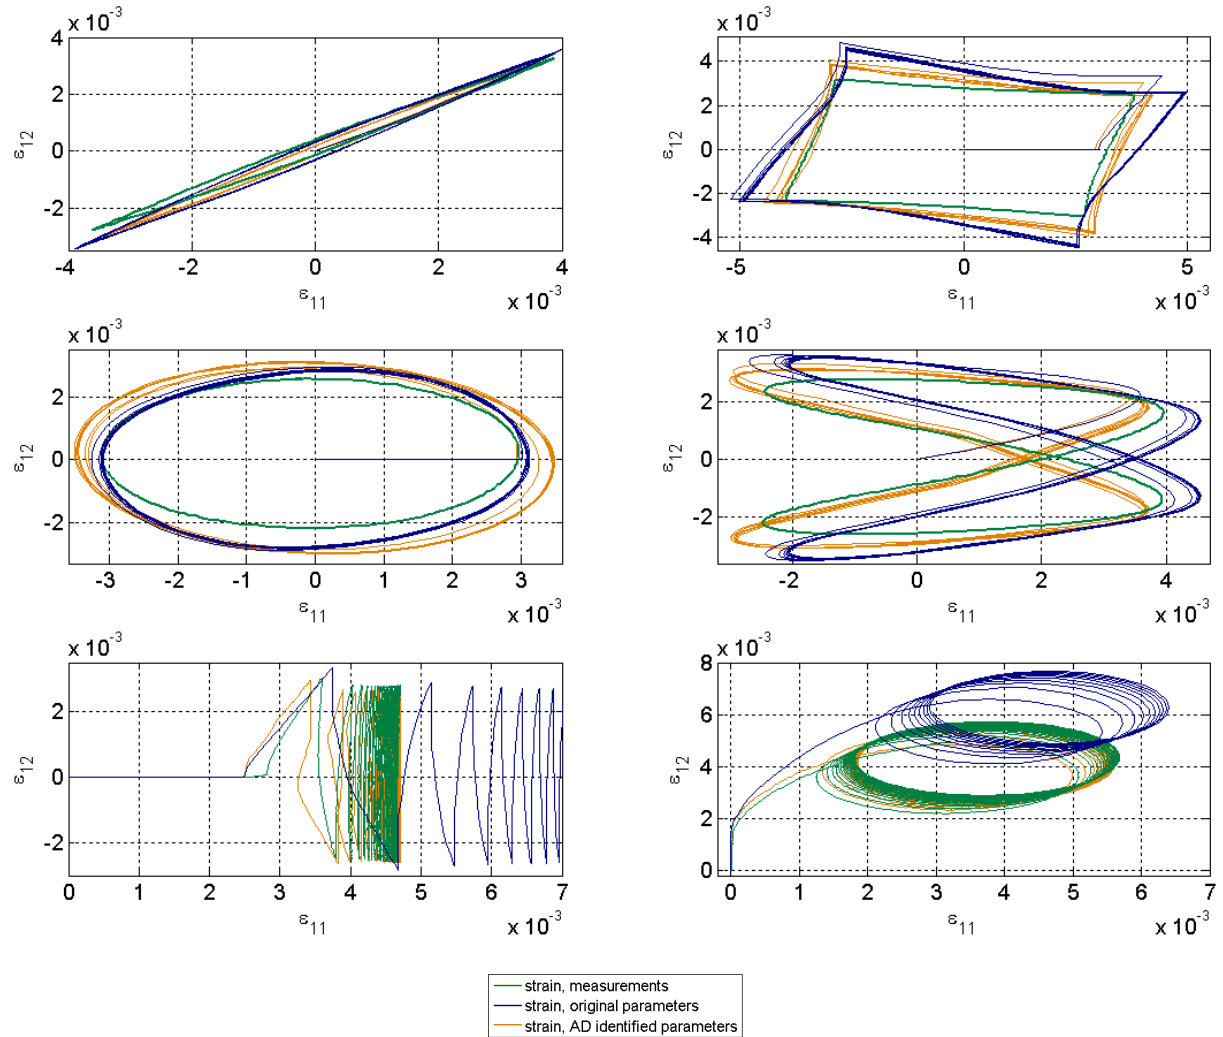 x 10⁻³
4
2
0
-2
-4 -2 0 2 4
ε₁₂
ε₁₁
x 10⁻³
x 10⁻³
4
2
0
-2
-4
-5 0 5
ε₁₂
ε₁₁
x 10⁻³
x 10⁻³
2
0
-2
-3 -2 -1 0 1 2 3
ε₁₂
ε₁₁
x 10⁻³
x 10⁻³
2
0
-2
-2 0 2 4
ε₁₂
ε₁₁
x 10⁻³
x 10⁻³
2
0
-2
0 1 2 3 4 5 6 7
ε₁₂
ε₁₁
x 10⁻³
x 10⁻³
8
6
4
2
0
0 1 2 3 4 5 6 7
ε₁₂
ε₁₁
x 10⁻³
strain, measurements
strain, original parameters
strain, AD identified parameters